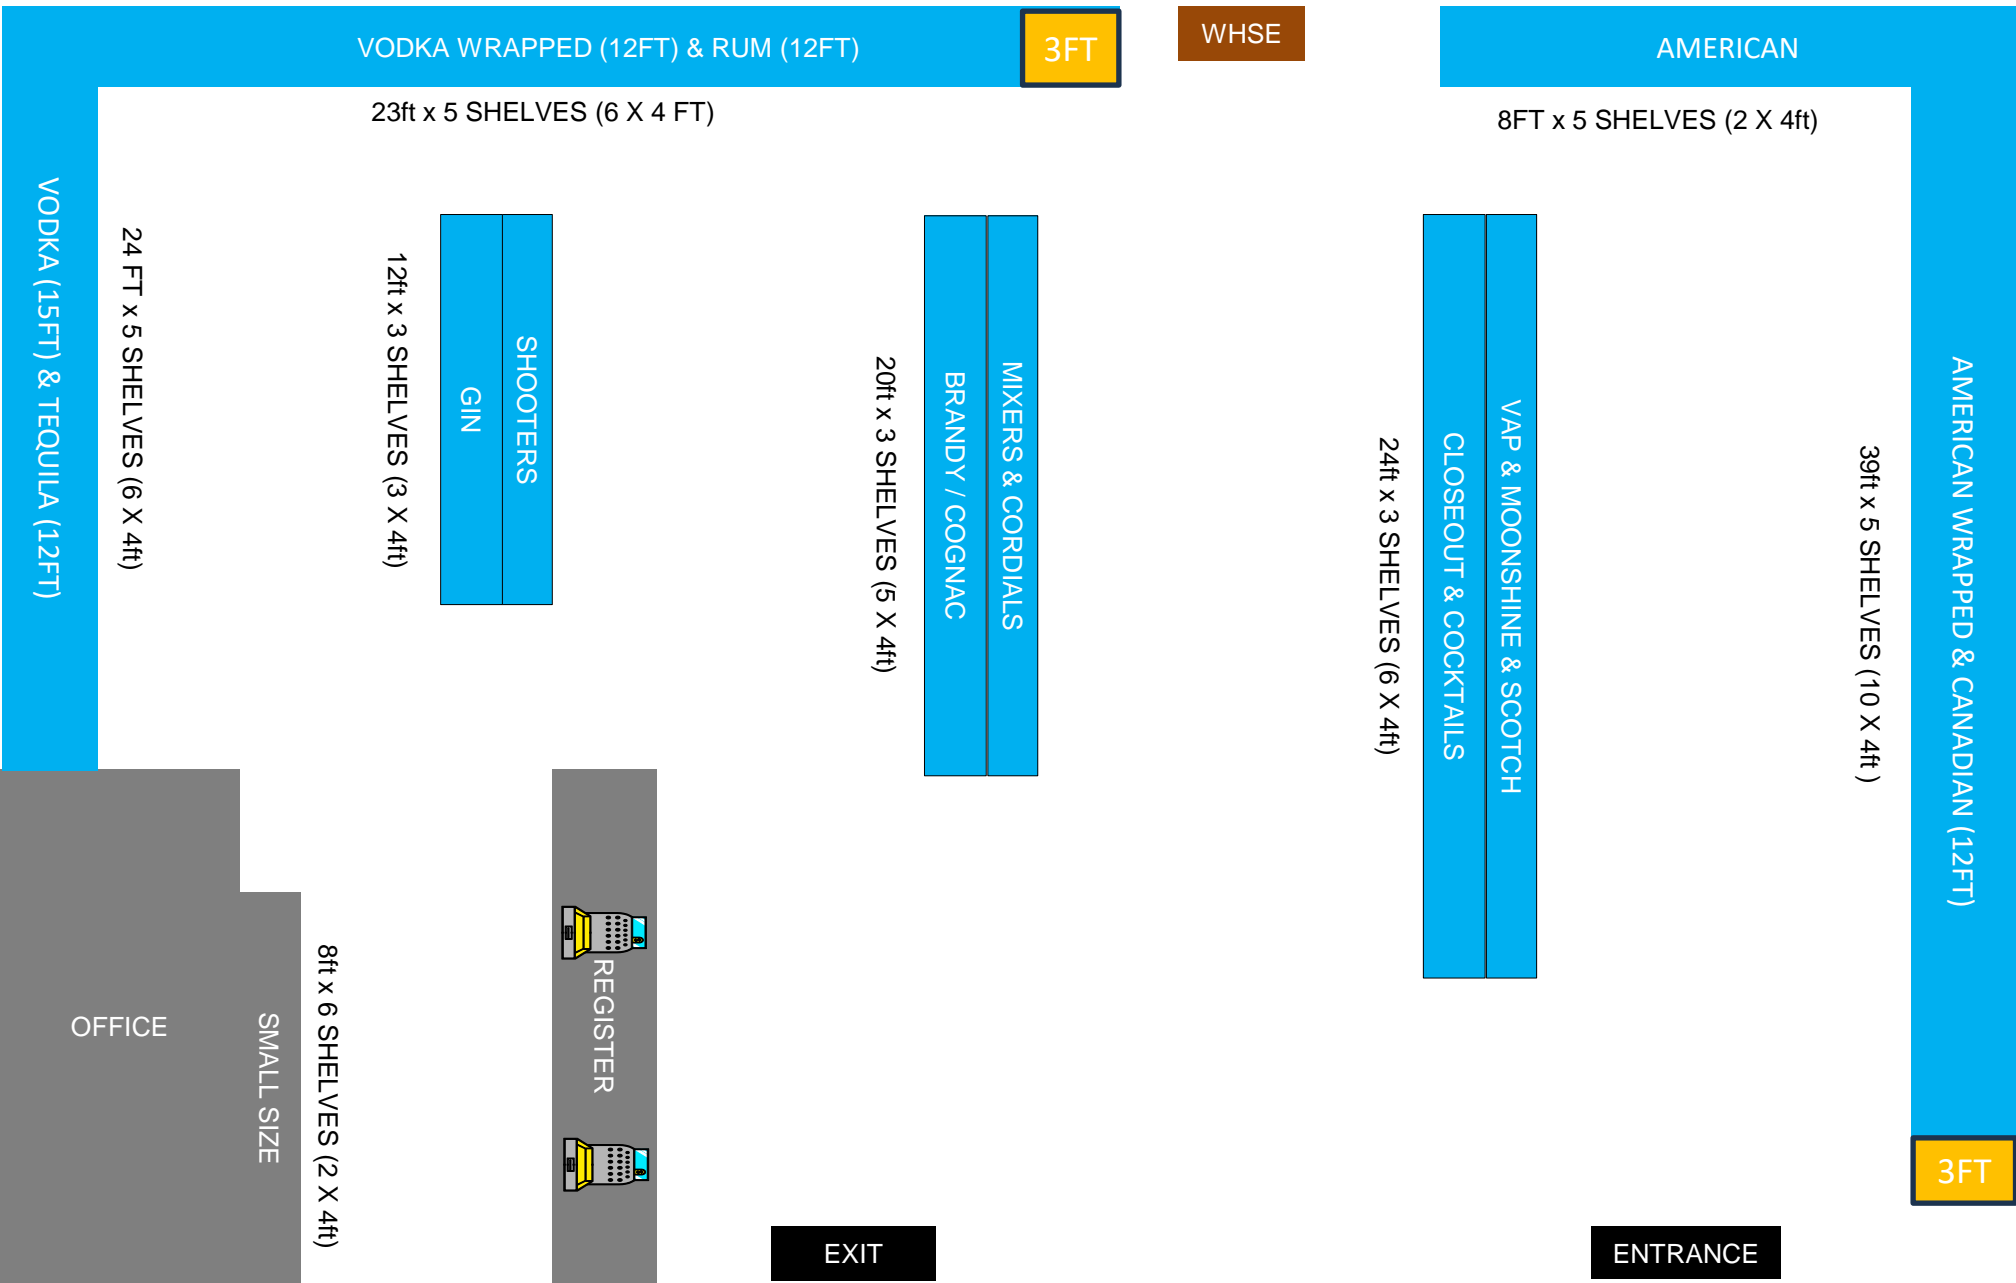 VODKA WRAPPED (12FT) & RUM (12FT)
3FT
WHSE
AMERICAN
23ft x 5 SHELVES (6 X 4 FT)
8FT x 5 SHELVES (2 X 4ft)
VODKA (15FT) & TEQUILA (12FT)
24 FT x 5 SHELVES (6 X 4ft)
12ft x 3 SHELVES (3 X 4ft)
GIN
SHOOTERS
20ft x 3 SHELVES (5 X 4ft)
BRANDY / COGNAC
MIXERS & CORDIALS
24ft x 3 SHELVES (6 X 4ft)
CLOSEOUT & COCKTAILS
VAP & MOONSHINE & SCOTCH
39ft x 5 SHELVES (10 X 4ft )
AMERICAN WRAPPED & CANADIAN (12FT)
OFFICE
SMALL SIZE
8ft x 6 SHELVES (2 X 4ft)
REGISTER
3FT
EXIT
ENTRANCE